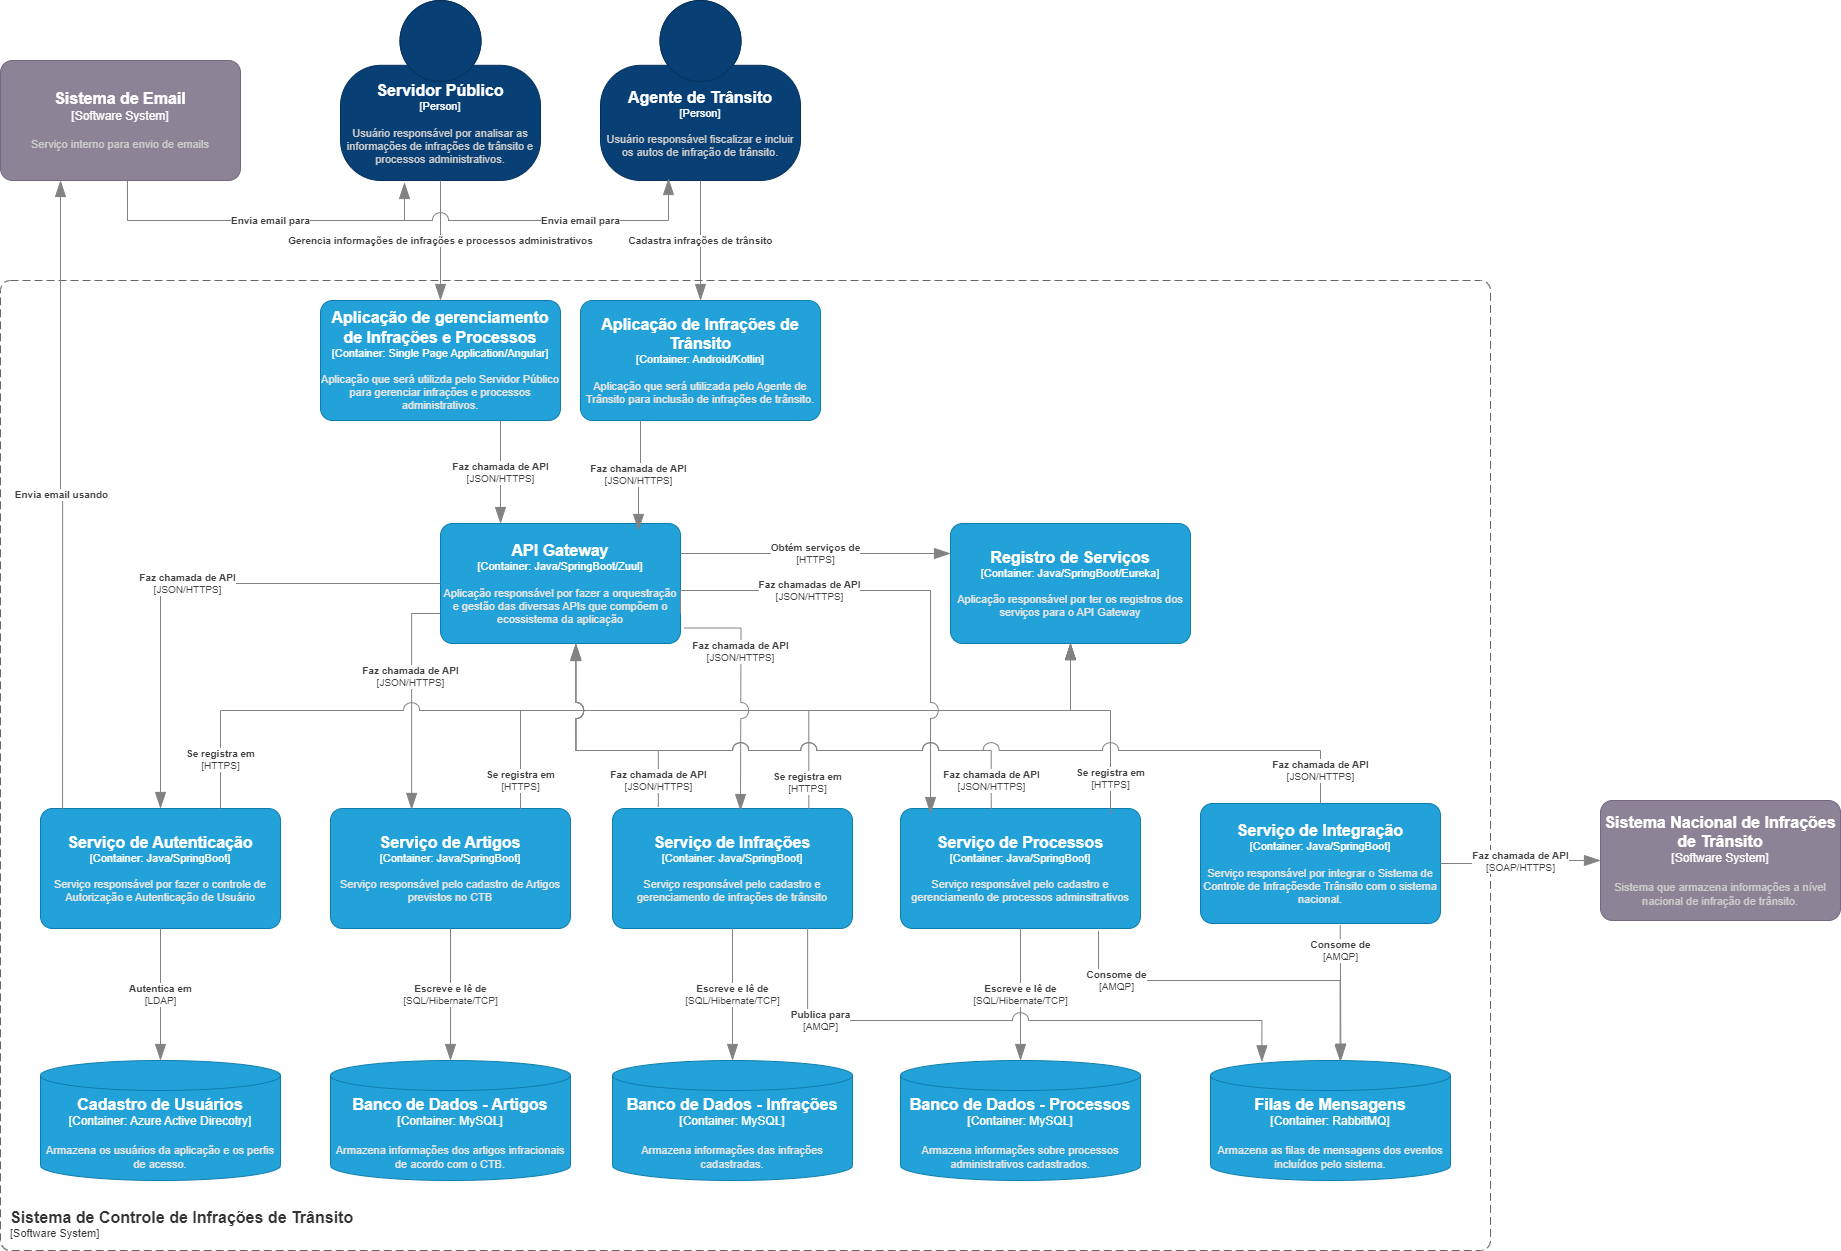 Sistema de Email
[Software System]
Serviço interno para envio de emails
Servidor Público
[Person]
Usuário responsável por analisar as
informações de infrações de trânsito e
processos administrativos.
Agente de Trânsito
[Person]
Usuário responsável fiscalizar e incluir
os autos de infração de trânsito.
Envia email para
Envia email para
Gerencia informações de infrações e processos administrativos
Cadastra infrações de trânsito
Aplicação de gerenciamento
de Infrações e Processos
[Container: Single Page Application/Angular]
Aplicação que será utilizda pelo Servidor Público
para gerenciar infrações e processos
administrativos.
Aplicação de Infrações de
Trânsito
[Container: Android/Kotlin]
Aplicação que será utilizada pelo Agente de
Trânsito para inclusão de infrações de trânsito.
Faz chamada de API
[JSON/HTTPS]
Faz chamada de API
[JSON/HTTPS]
Envia email usando
API Gateway
[Container: Java/SpringBoot/Zuul]
Aplicação responsável por fazer a orquestração
e gestão das diversas APIs que compõem o
ecossistema da aplicação
Obtém serviços de
[HTTPS]
Registro de Serviços
[Container: Java/SpringBoot/Eureka]
Aplicação responsável por ter os registros dos
serviços para o API Gateway
Faz chamada de API
[JSON/HTTPS]
Faz chamadas de API
[JSON/HTTPS]
Faz chamada de API
[JSON/HTTPS]
Faz chamada de API
[JSON/HTTPS]
Se registra em
[HTTPS]
Se registra em
[HTTPS]
Faz chamada de API
[JSON/HTTPS]
Se registra em
[HTTPS]
Faz chamada de API
[JSON/HTTPS]
Se registra em
[HTTPS]
Faz chamada de API
[JSON/HTTPS]
Serviço de Autenticação
[Container: Java/SpringBoot]
Serviço responsável por fazer o controle de
Autorização e Autenticação de Usuário
Serviço de Artigos
[Container: Java/SpringBoot]
Serviço responsável pelo cadastro de Artigos
previstos no CTB
Serviço de Infrações
[Container: Java/SpringBoot]
Serviço responsável pelo cadastro e
gerenciamento de infrações de trânsito
Serviço de Processos
[Container: Java/SpringBoot]
Serviço responsável pelo cadastro e
gerenciamento de processos adminsitrativos
Serviço de Integração
[Container: Java/SpringBoot]
Serviço responsável por integrar o Sistema de
Controle de Infraçõesde Trânsito com o sistema
nacional.
Faz chamada de API
[SOAP/HTTPS]
Sistema Nacional de Infrações
de Trânsito
[Software System]
Sistema que armazena informações a nível
nacional de infração de trânsito.
Autentica em
[LDAP]
Escreve e lê de
[SQL/Hibernate/TCP]
Escreve e lê de
[SQL/Hibernate/TCP]
Publica para
[AMQP]
Escreve e lê de
[SQL/Hibernate/TCP]
Consome de
[AMQP]
Consome de
[AMQP]
Cadastro de Usuários
[Container: Azure Active Direcotry]
Armazena os usuários da aplicação e os perfis
de acesso.
Banco de Dados - Artigos
[Container: MySQL]
Armazena informações dos artigos infracionais
de acordo com o CTB.
Banco de Dados - Infrações
[Container: MySQL]
Armazena informações das infrações
cadastradas.
Banco de Dados - Processos
[Container: MySQL]
Armazena informações sobre processos
administrativos cadastrados.
Filas de Mensagens
[Container: RabbitMQ]
Armazena as filas de mensagens dos eventos
incluídos pelo sistema.
Sistema de Controle de Infrações de Trânsito
[Software System]